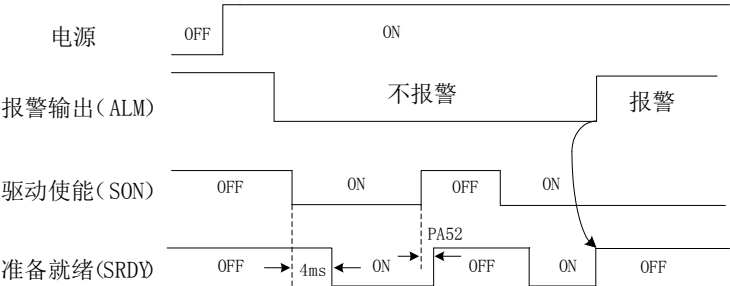 电源 OFF ON
报警输出(ALM) 不报警 报警
驱动使能(SON) OFF ON OFF ON
PA52
准备就绪(SRDY) OFF 4ms ON OFF ON OFF